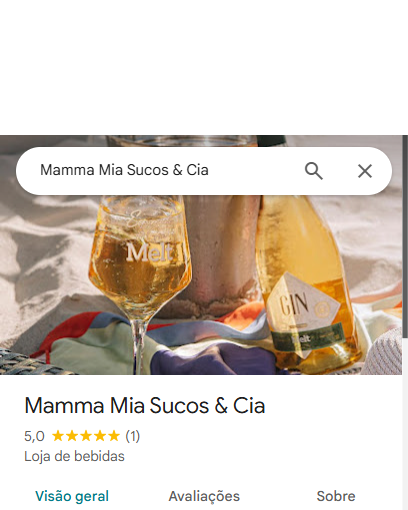 Mamma Mia Sucos & Cia
Melt
GIN
Melt
Mamma Mia Sucos & Cia
5,0 ★★★★★ (1)
Loja de bebidas
Visão geral Avaliações Sobre